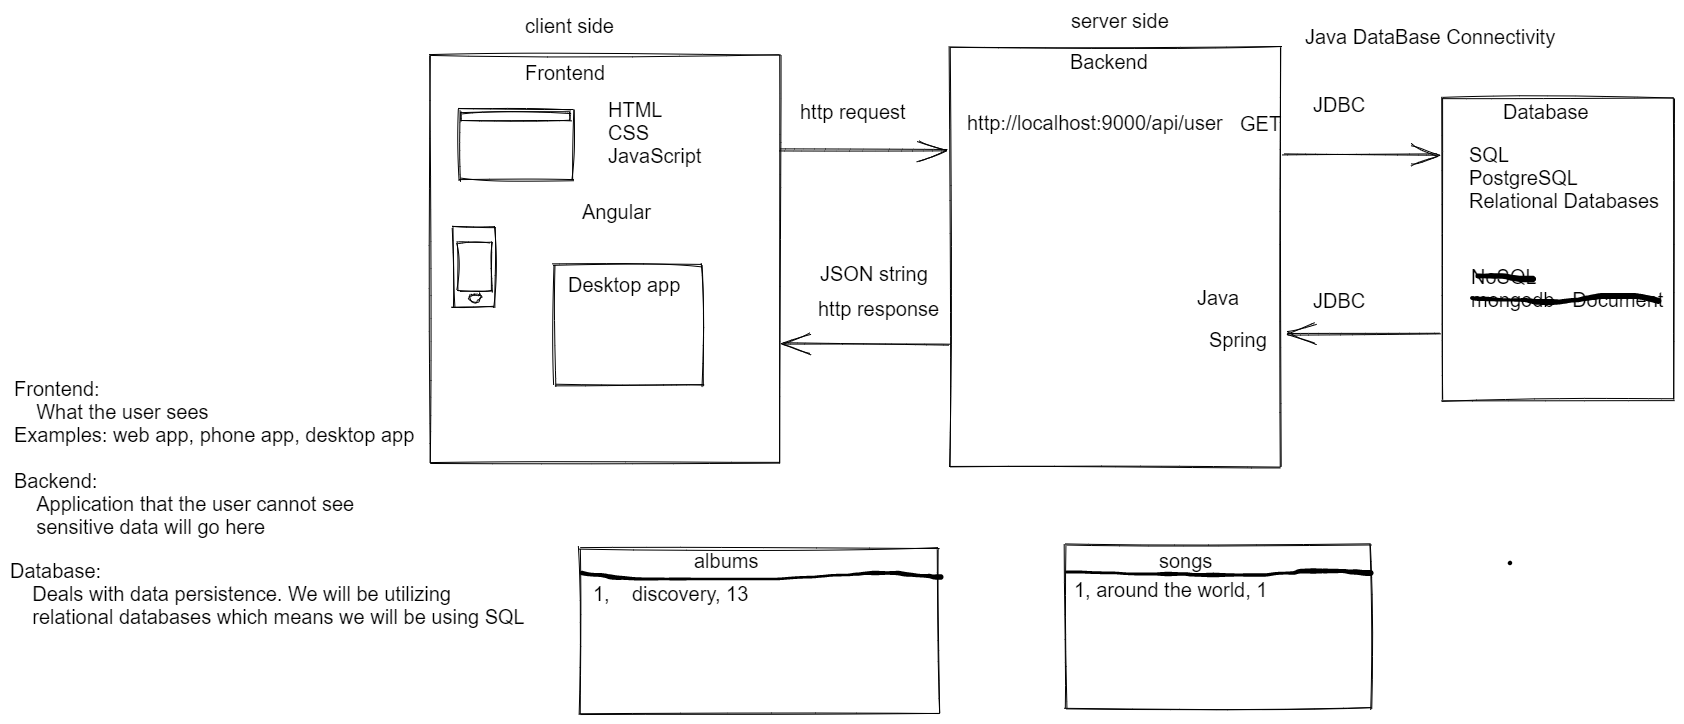 client side
server side
Java DataBase Connectivity
Frontend
HTML
CSS
JavaScript
Angular
Desktop app
http request
JSON string
http response
Backend
http://localhost:9000/api/user GET
Java
Spring
JDBC
JDBC
Database
SQL
PostgreSQL
Relational Databases
NoSQL
mongodb Document
Frontend:
What the user sees
Examples: web app, phone app, desktop app
Backend:
Application that the user cannot see
sensitive data will go here
Database:
Deals with data persistence. We will be utilizing
relational databases which means we will be using SQL
albums
1, discovery, 13
songs
1, around the world, 1